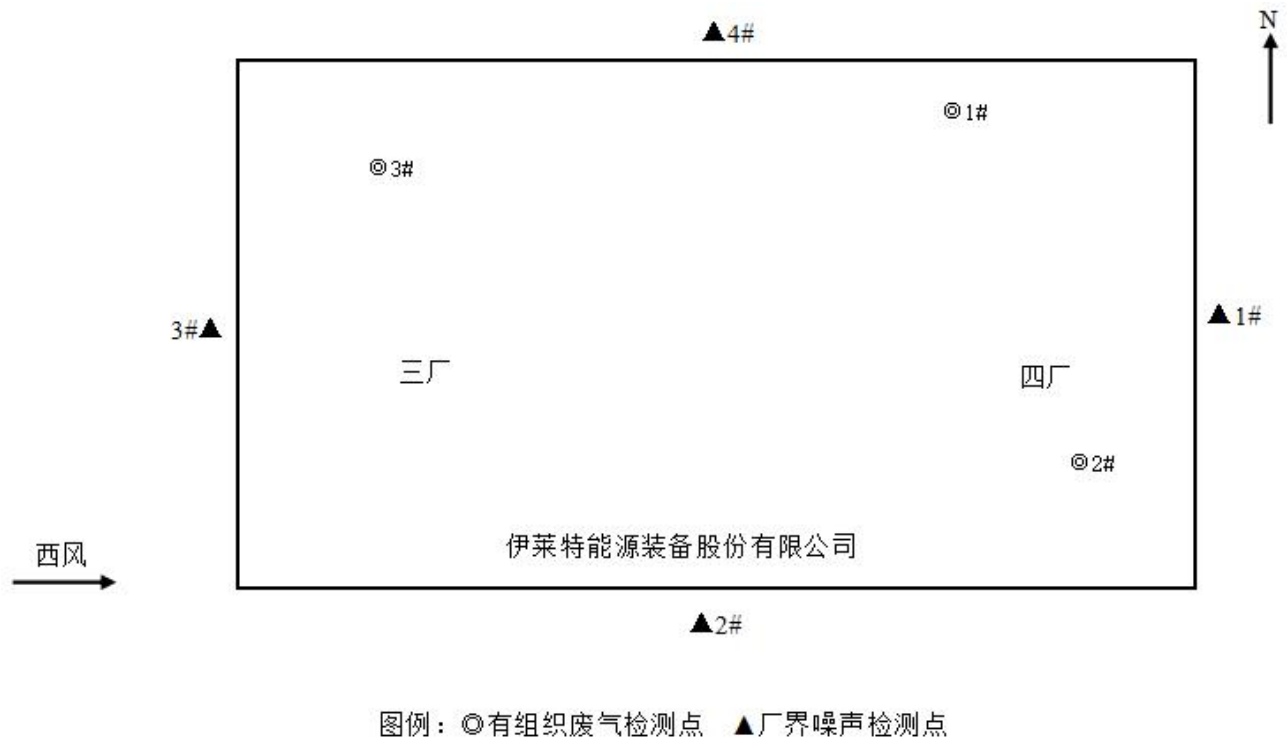 ▲4#
N
◎1#
◎3#
3#▲
▲1#
三厂
四厂
◎2#
伊莱特能源装备股份有限公司
西风
▲2#
图例：◎有组织废气检测点 ▲厂界噪声检测点